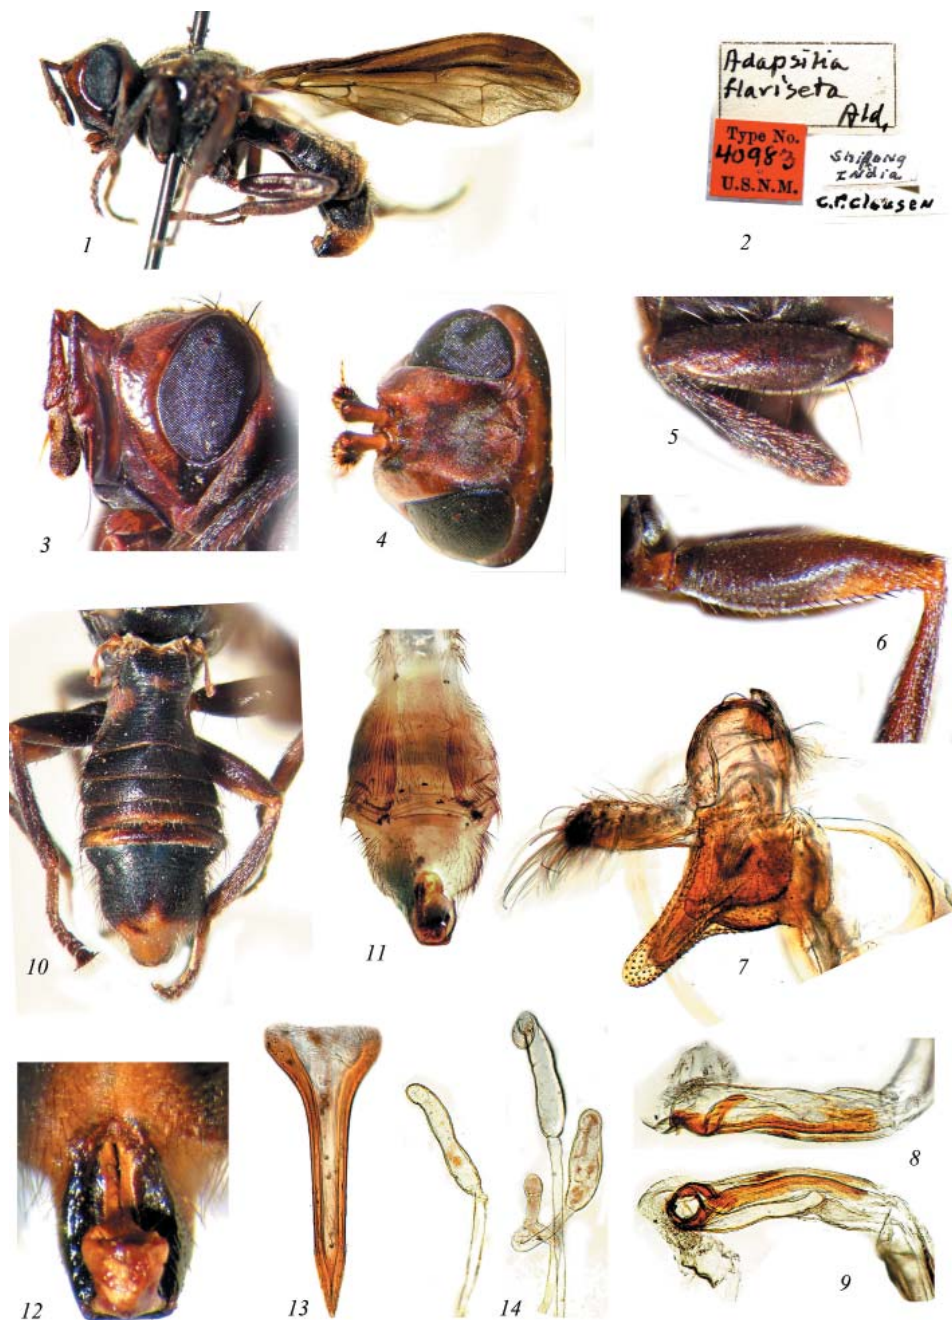 1
Adapsilia
flaviseta
Ald.
Type No.
40983
U.S.N.M.
Shillong
India
C.P. Clausen
2
3
4
5
6
7
10
11
8
9
12
13
14